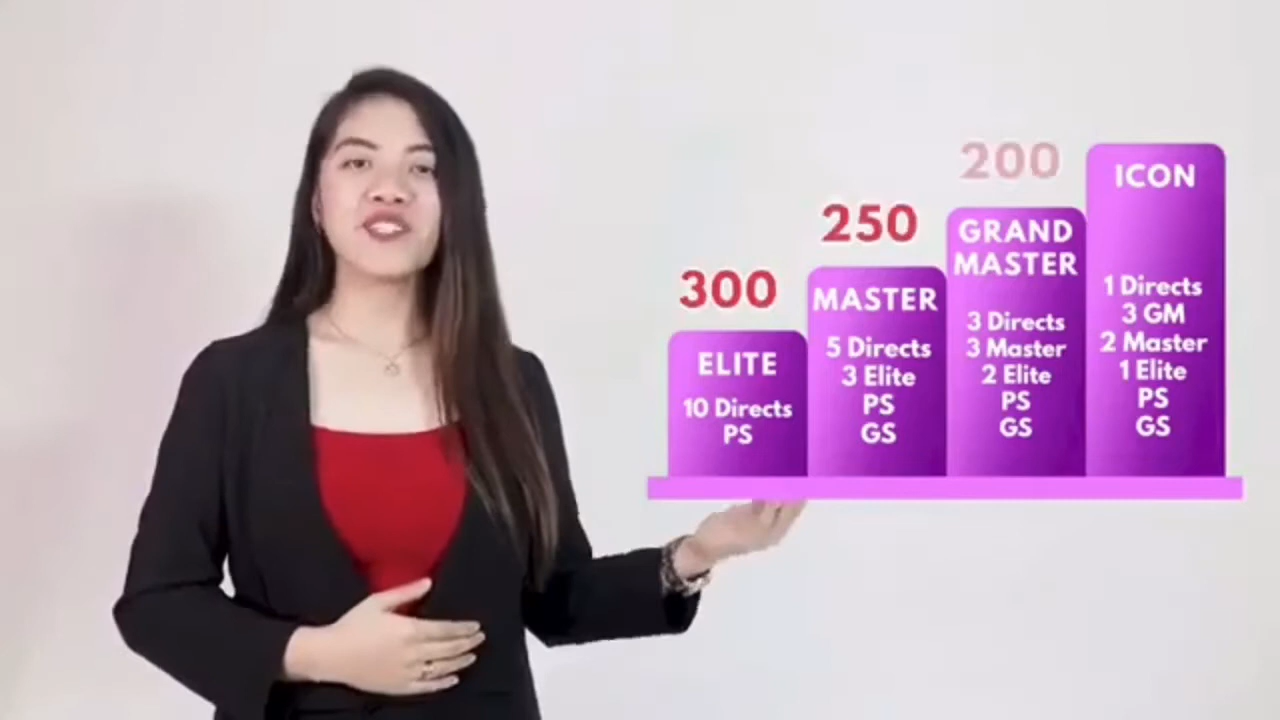 300
ELITE
10 Directs
PS
250
MASTER
5 Directs
3 Elite
PS
GS
200
GRAND
MASTER
3 Directs
3 Master
2 Elite
PS
GS
ICON
1 Directs
3 GM
2 Master
1 Elite
PS
GS